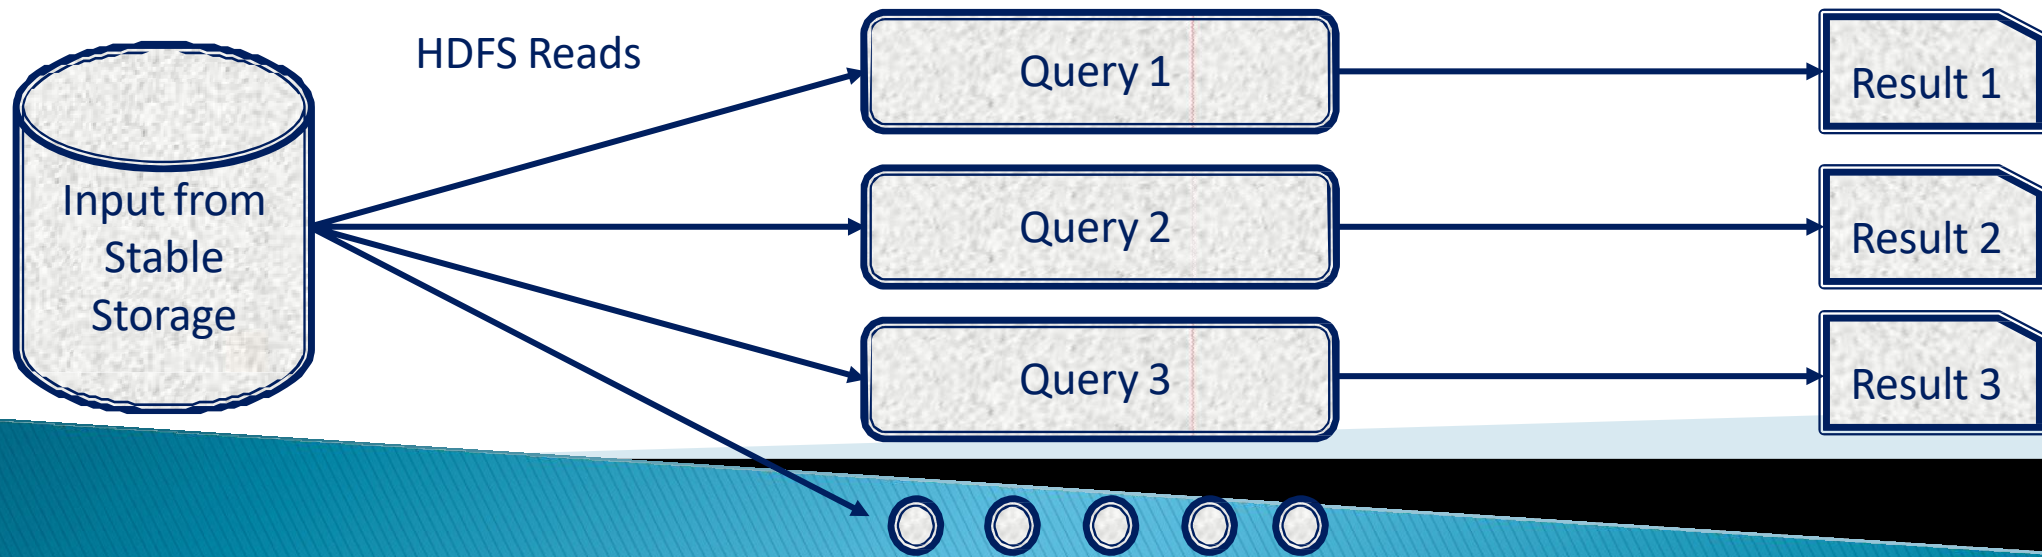 HDFS Reads
Input from
Stable
Storage
Query 1
Result 1
Query 2
Result 2
Query 3
Result 3